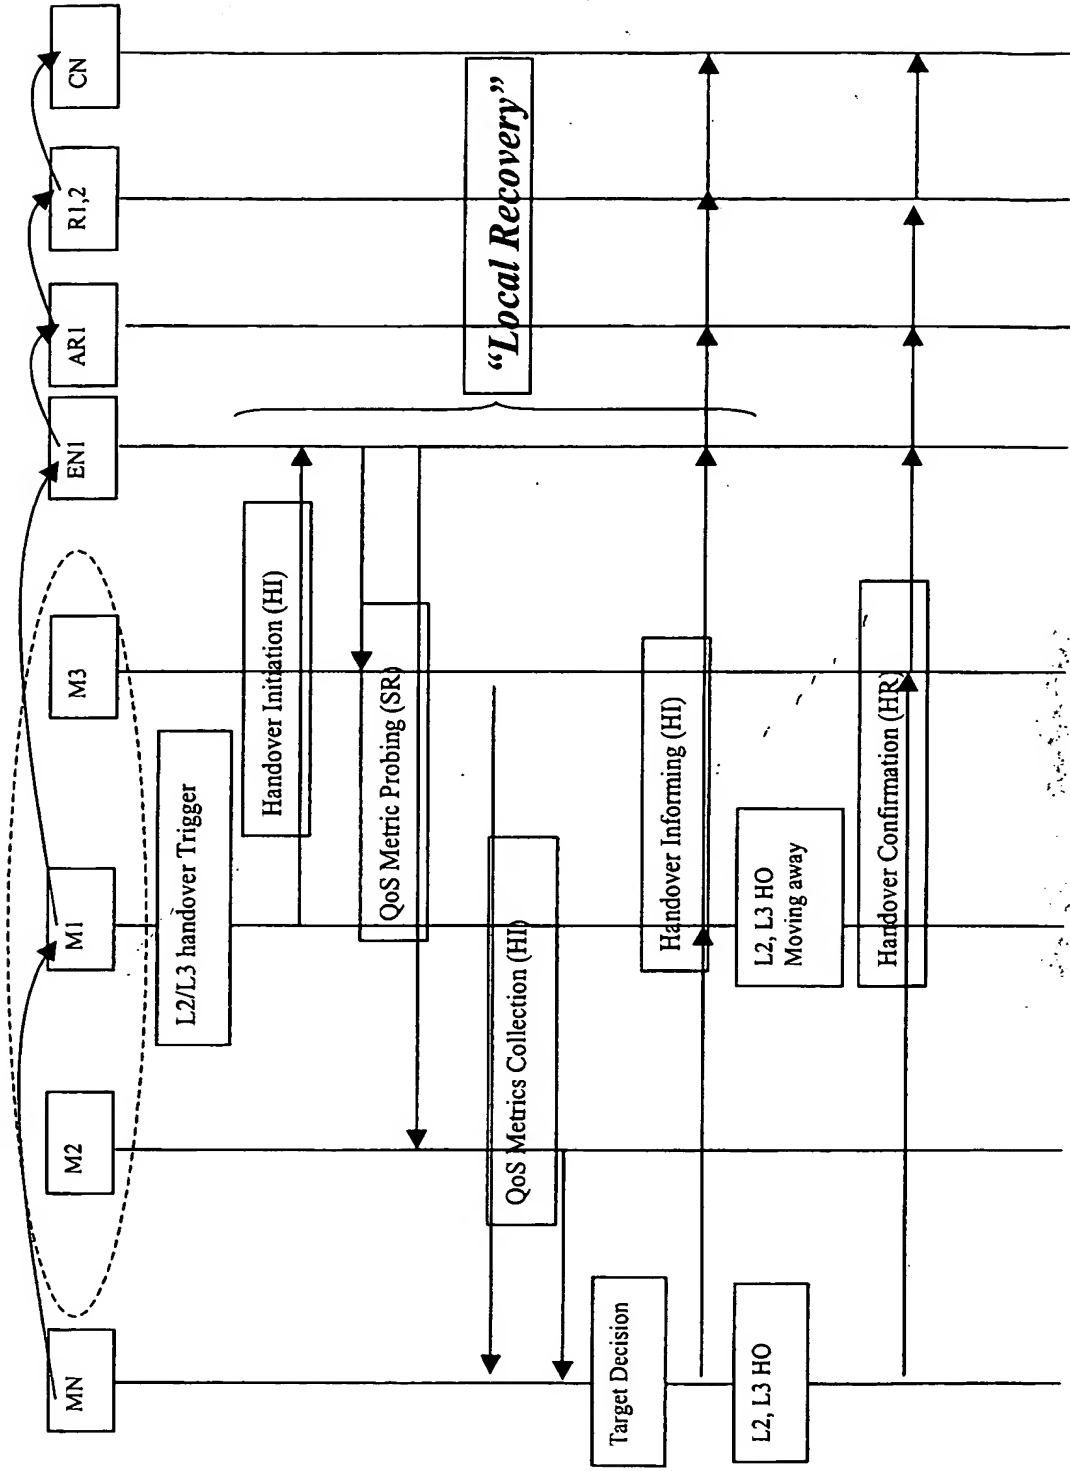 MN
M2
M1
M3
EN1
AR1
R1,2
CN
L2/L3 handover Trigger
Handover Initiation (HI)
QoS Metric Probing (SR)
QoS Metrics Collection (HI)
"Local Recovery"
Target Decision
Handover Informing (HI)
L2, L3 HO
L2, L3 HO
Moving away
Handover Confirmation (HR)